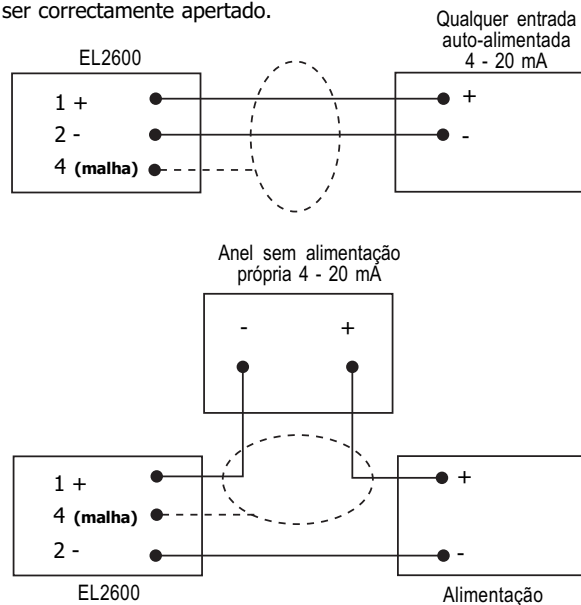 ser correctamente apertado.
Qualquer entrada
auto-alimentada
4 - 20 mA
EL2600
1 +
2 -
4 (malha)
+
-
Anel sem alimentação
própria 4 - 20 mA
- +
1 +
4 (malha)
2 -
+
-
EL2600
Alimentação